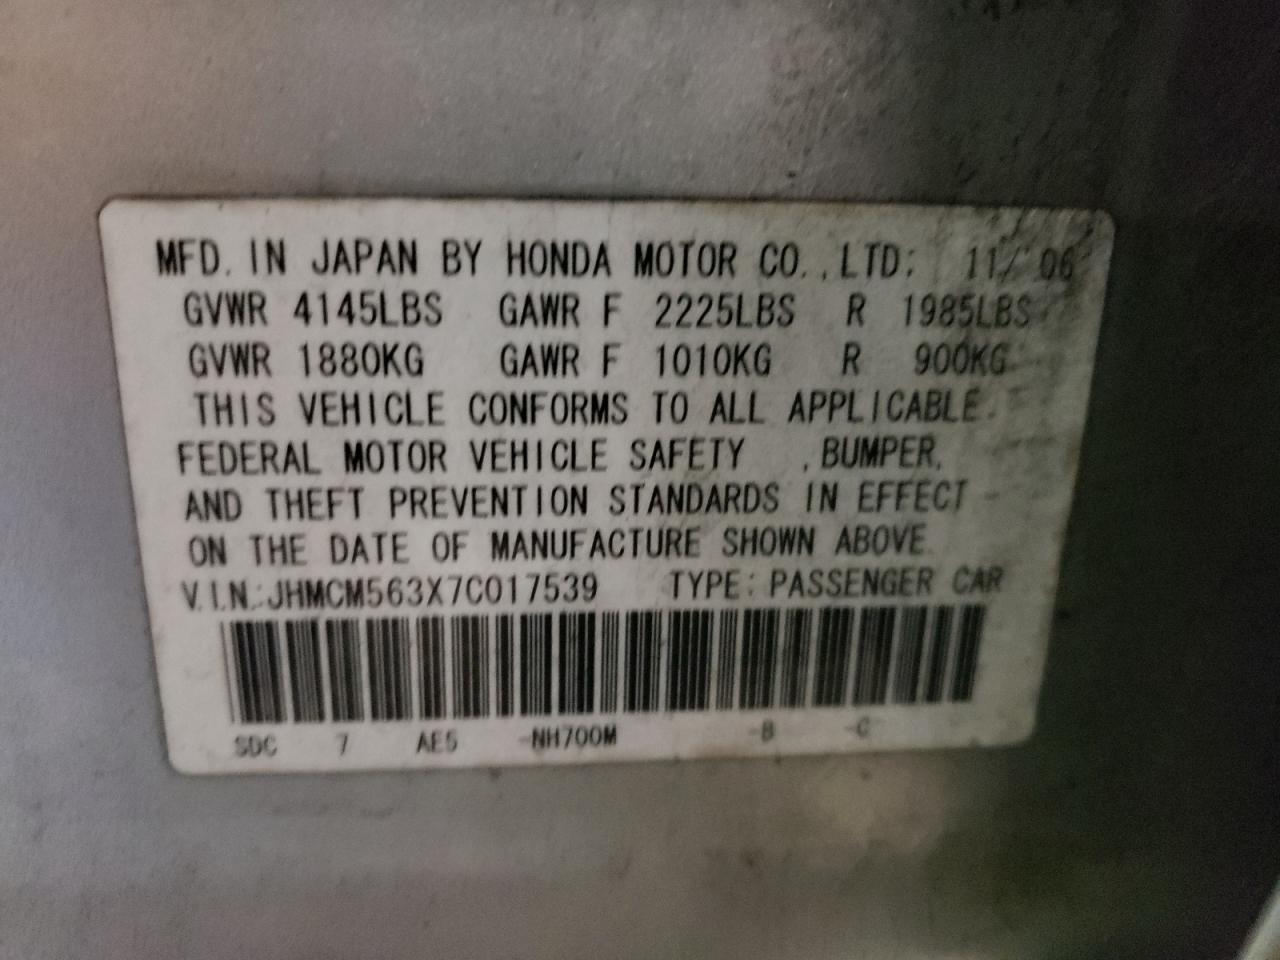 MFD. IN JAPAN BY HONDA MOTOR CO.,LTD: 11/ 06
GVWR 4145LBS GAWR F 2225LBS R 1985LBS
GVWR 1880KG GAWR F 1010KG R 900KG
THIS VEHICLE CONFORMS TO ALL APPLICABLE
FEDERAL MOTOR VEHICLE SAFETY ,BUMPER,
AND THEFT PREVENTION STANDARDS IN EFFECT
ON THE DATE OF MANUFACTURE SHOWN ABOVE.
V.I.N.:JHMCM563X7C017539 TYPE:PASSENGER CAR
SDC 7 AE5 -NH700M -B -C